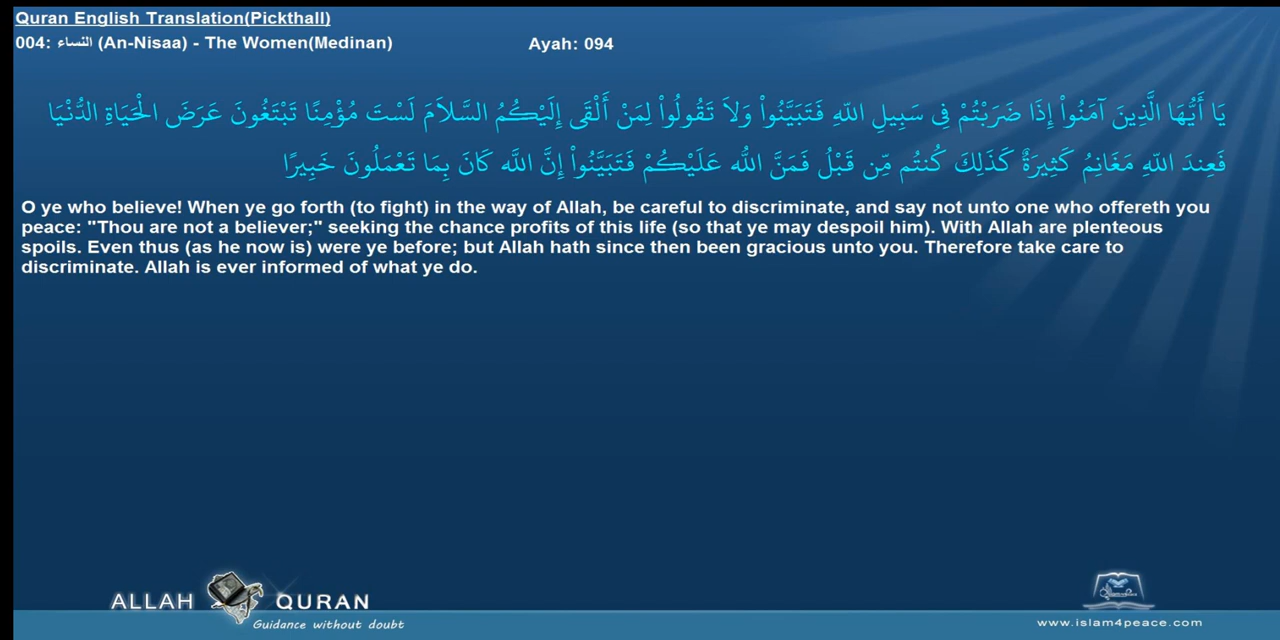 Quran English Translation(Pickthall)
004: النساء (An-Nisaa) - The Women(Medinan) Ayah: 094
يَا أَيُّهَا الَّذِينَ آمَنُواْ إِذَا ضَرَبْتُمْ فِي سَبِيلِ اللّهِ فَتَبَيَّنُواْ وَلاَ تَقُولُواْ لِمَنْ أَلْقَى إِلَيْكُمُ السَّلاَمَ لَسْتَ مُؤْمِنًا تَبْتَغُونَ عَرَضَ الْحَيَاةِ الدُّنْيَا
فَعِندَ اللّهِ مَغَانِمُ كَثِيرَةٌ كَذَلِكَ كُنتُم مِّن قَبْلُ فَمَنَّ اللّه عَلَيْكُمْ فَتَبَيَّنُواْ إِنَّ اللّه كَانَ بِمَا تَعْمَلُونَ خَبِيرًا
O ye who believe! When ye go forth (to fight) in the way of Allah, be careful to discriminate, and say not unto one who offereth you
peace: "Thou are not a believer;" seeking the chance profits of this life (so that ye may despoil him). With Allah are plenteous
spoils. Even thus (as he now is) were ye before; but Allah hath since then been gracious unto you. Therefore take care to
discriminate. Allah is ever informed of what ye do.
ALLAH QURAN
Guidance without doubt
www.islam4peace.com